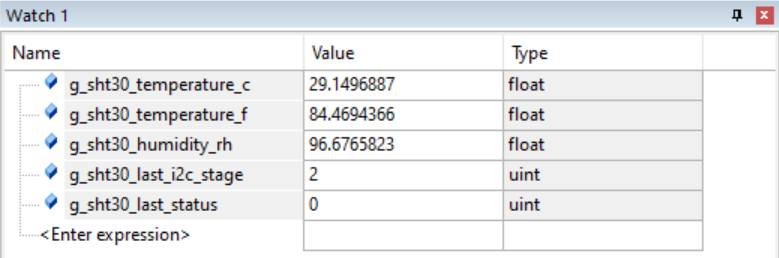 Watch 1
Name Value Type
g_sht30_temperature_c 29.1496887 float
g_sht30_temperature_f 84.4694366 float
g_sht30_humidity_rh 96.6765823 float
g_sht30_last_i2c_stage 2 uint
g_sht30_last_status 0 uint
<Enter expression>